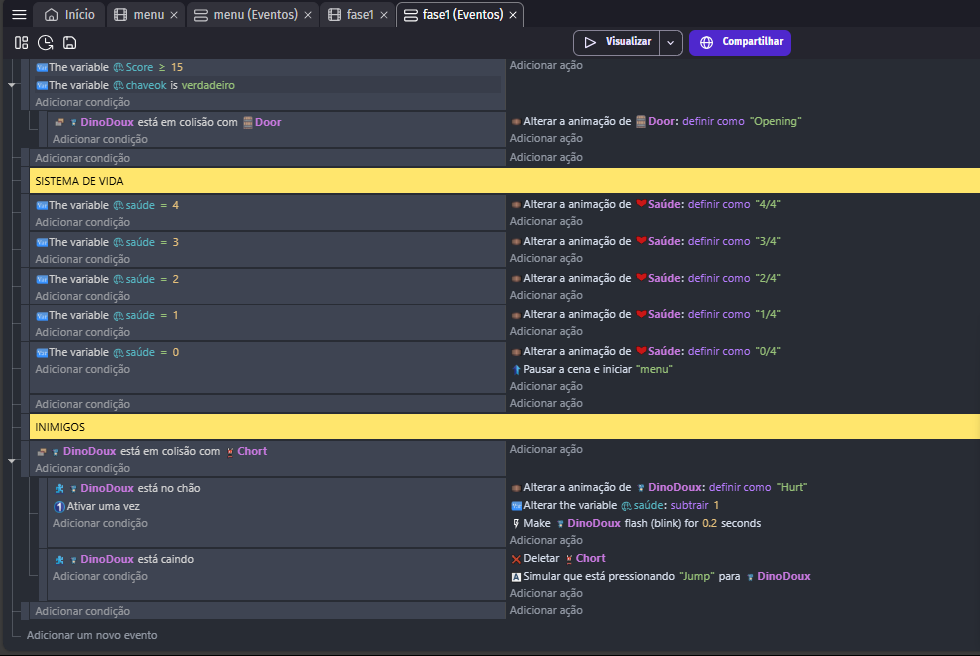 Início menu menu (Eventos) fase1 fase1 (Eventos)
Visualizar Compartilhar
The variable Score ≥ 15
Adicionar ação
The variable chaveok is verdadeiro
Adicionar condição
DinoDoux está em colisão com Door
Alterar a animação de Door: definir como "Opening"
Adicionar condição
Adicionar ação
Adicionar condição
Adicionar ação
SISTEMA DE VIDA
The variable saúde = 4
Alterar a animação de Saúde: definir como "4/4"
Adicionar condição
Adicionar ação
The variable saúde = 3
Alterar a animação de Saúde: definir como "3/4"
Adicionar condição
Adicionar ação
The variable saúde = 2
Alterar a animação de Saúde: definir como "2/4"
Adicionar condição
Adicionar ação
The variable saúde = 1
Alterar a animação de Saúde: definir como "1/4"
Adicionar condição
Adicionar ação
The variable saúde = 0
Alterar a animação de Saúde: definir como "0/4"
Adicionar condição
Pausar a cena e iniciar "menu"
Adicionar ação
Adicionar condição
Adicionar ação
INIMIGOS
DinoDoux está em colisão com Chort
Adicionar ação
Adicionar condição
DinoDoux está no chão
Alterar a animação de DinoDoux: definir como "Hurt"
Ativar uma vez
Alterar the variable saúde: subtrair 1
Adicionar condição
Make DinoDoux flash (blink) for 0.2 seconds
Adicionar ação
DinoDoux está caindo
Deletar Chort
Adicionar condição
Simular que está pressionando "Jump" para DinoDoux
Adicionar ação
Adicionar condição
Adicionar ação
Adicionar um novo evento